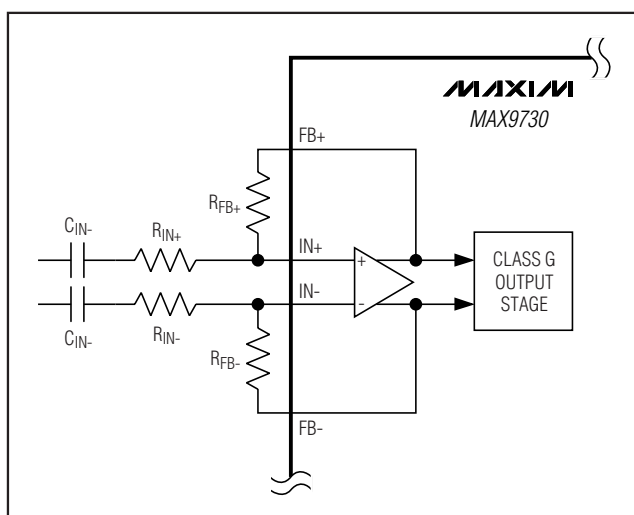 MAXIM
MAX9730
FB+
RFB+
CIN-
RIN+
IN+
+
CLASS G
OUTPUT
STAGE
IN-
-
CIN-
RIN-
RFB-
FB-